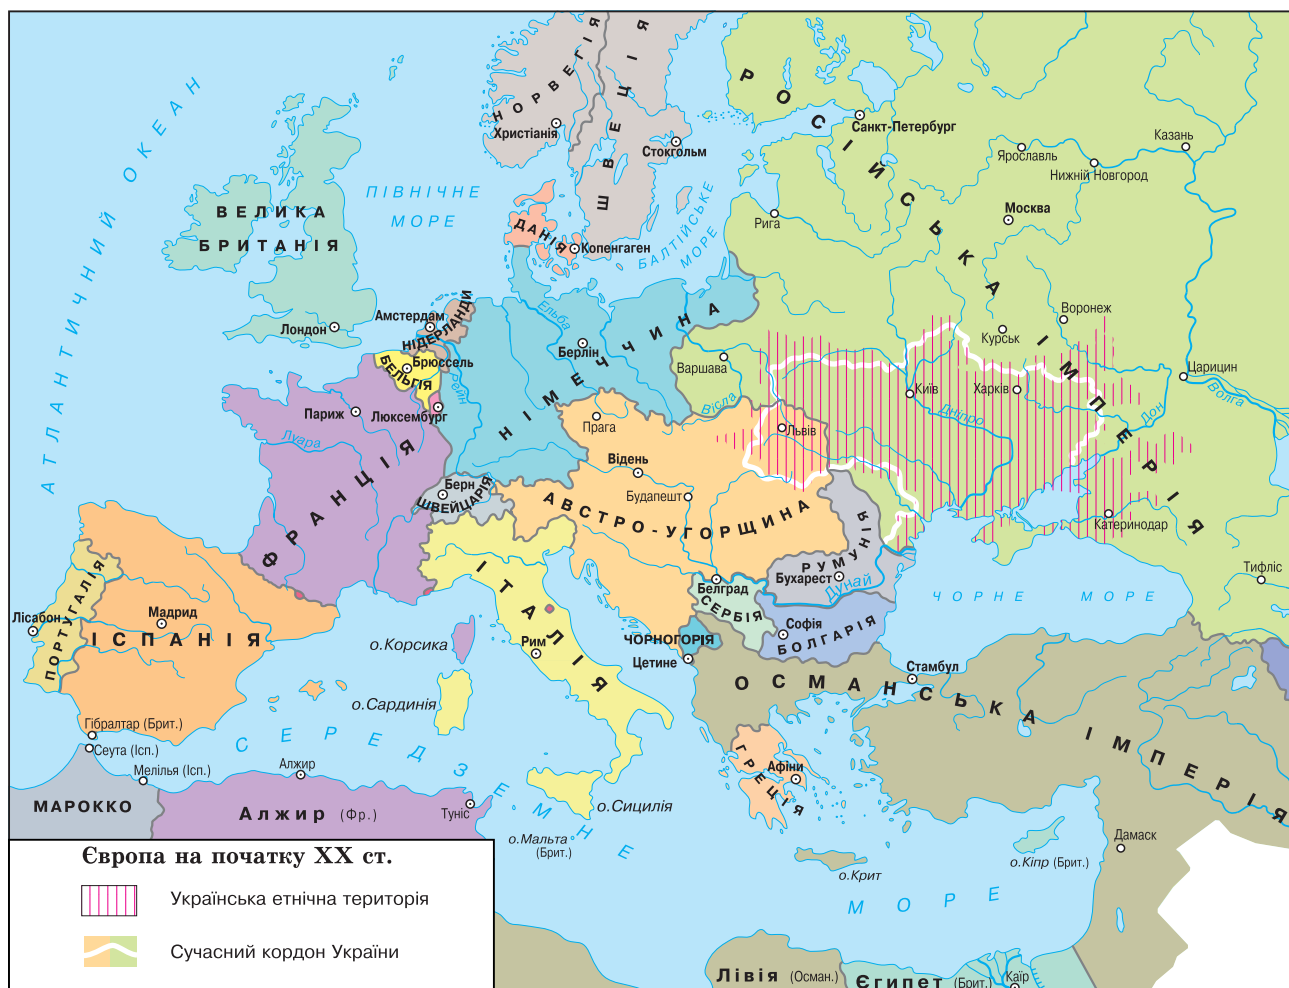 АТЛАНТИЧНИЙ ОКЕАН
НОРВЕГІЯ
ШВЕЦІЯ
РОСІЙСЬКА ІМПЕРІЯ
Христіанія
Стокгольм
Санкт-Петербург
Ярославль
Казань
Нижній Новгород
Москва
Рига
ПІВНІЧНЕ
МОРЕ
ВЕЛИКА
БРИТАНІЯ
ДАНІЯ
Копенгаген
БАЛТІЙСЬКЕ
МОРЕ
Лондон
Амстердам
НІДЕРЛАНДИ
Ельба
Берлін
НІМЕЧЧИНА
БЕЛЬГІЯ
Брюссель
Рейн
Люксембург
Париж
Луара
ФРАНЦІЯ
Варшава
Вісла
Воронеж
Курськ
Київ
Харків
Дніпро
Царицин
Волга
Дон
Прага
Львів
Відень
Будапешт
АВСТРО-УГОРЩИНА
Берн
ШВЕЙЦАРІЯ
Катеринодар
Тифліс
РУМУНІЯ
Бухарест
Дунай
Белград
СЕРБІЯ
ЧОРНЕ МОРЕ
Софія
БОЛГАРІЯ
ЧОРНОГОРІЯ
Цетине
ІТАЛІЯ
Рим
о.Корсика
о.Сардинія
о.Сицилія
ПОРТУГАЛІЯ
Лісабон
Мадрид
ІСПАНІЯ
Гібралтар (Брит.)
Сеута (Ісп.)
Мелілья (Ісп.)
СЕРЕДЗЕМНЕ
МОРЕ
Стамбул
ОСМАНСЬКА ІМПЕРІЯ
ГРЕЦІЯ
Афіни
МАРОККО
Алжир
Алжир (Фр.)
Туніс
о.Мальта
(Брит.)
о.Крит
о.Кіпр (Брит.)
Дамаск
Лівія (Осман.)
Єгипет (Брит.)
Каїр
Європа на початку XX ст.
Українська етнічна територія
Сучасний кордон України